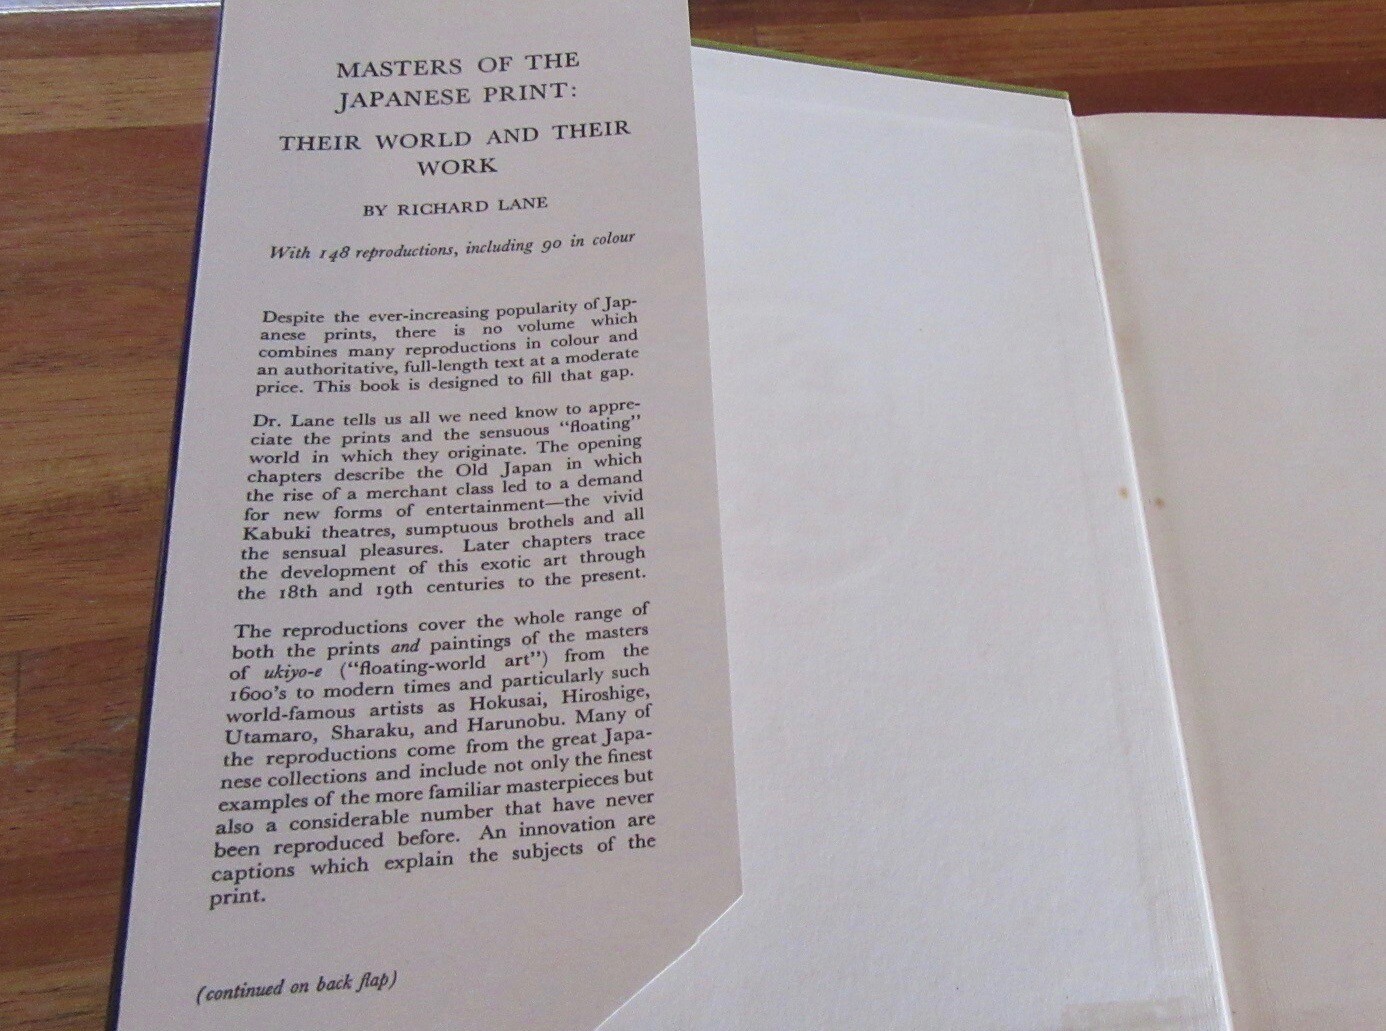 MASTERS OF THE
JAPANESE PRINT:
THEIR WORLD AND THEIR
WORK
BY RICHARD LANE
With 148 reproductions, including 90 in colour
Despite the ever-increasing popularity of Jap-
anese prints, there is no volume which
combines many reproductions in colour and
an authoritative, full-length text at a moderate
price. This book is designed to fill that gap.
Dr. Lane tells us all we need know to appre-
ciate the prints and the sensuous “floating”
world in which they originate. The opening
chapters describe the Old Japan in which
the rise of a merchant class led to a demand
for new forms of entertainment—the vivid
Kabuki theatres, sumptuous brothels and all
the sensual pleasures. Later chapters trace
the development of this exotic art through
the 18th and 19th centuries to the present.
The reproductions cover the whole range of
both the prints and paintings of the masters
of ukiyo-e (“floating-world art”) from the
1600’s to modern times and particularly such
world-famous artists as Hokusai, Hiroshige,
Utamaro, Sharaku, and Harunobu. Many of
the reproductions come from the great Japa-
nese collections and include not only the finest
examples of the more familiar masterpieces but
also a considerable number that have never
been reproduced before. An innovation are
captions which explain the subjects of the
print.
(continued on back flap)